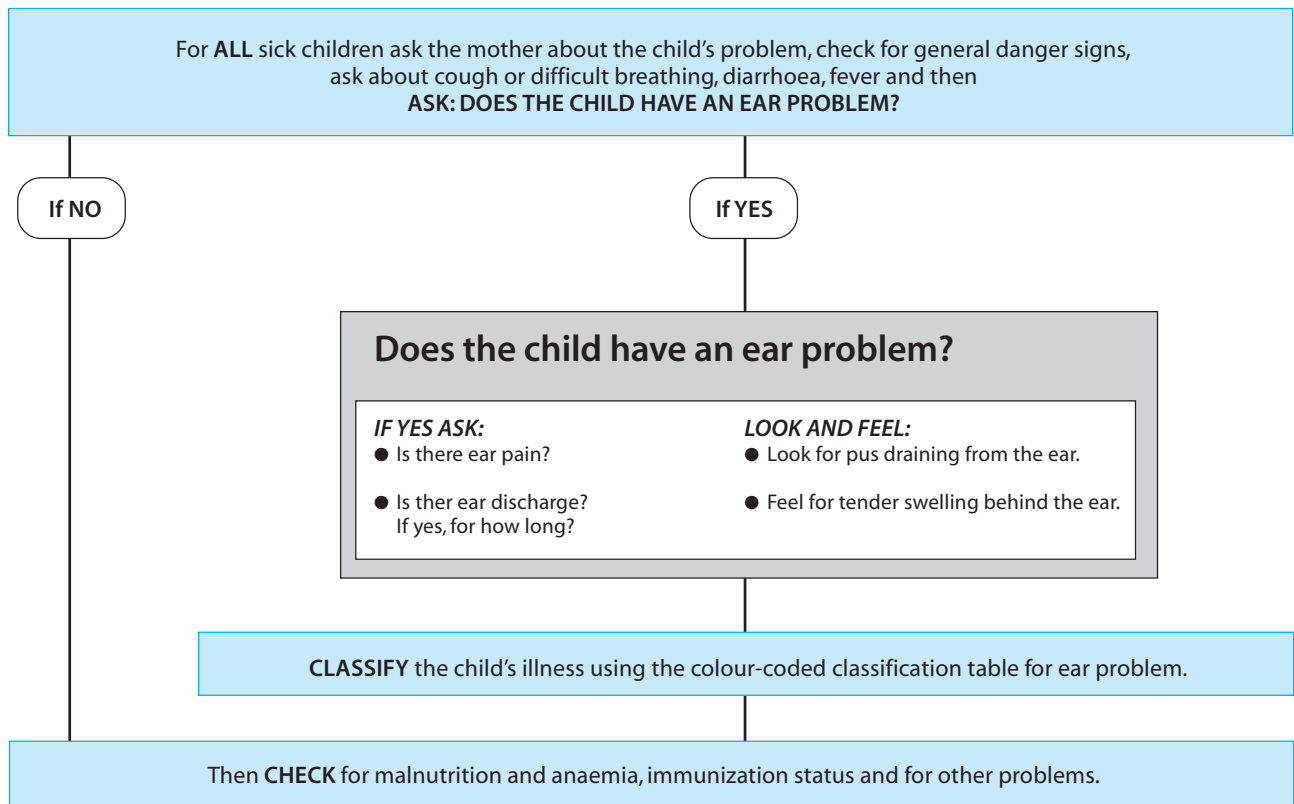 For ALL sick children ask the mother about the child's problem, check for general danger signs,
ask about cough or difficult breathing, diarrhoea, fever and then
ASK: DOES THE CHILD HAVE AN EAR PROBLEM?
If NO
If YES
Does the child have an ear problem?
IF YES ASK:
● Is there ear pain?
● Is ther ear discharge?
If yes, for how long?
LOOK AND FEEL:
● Look for pus draining from the ear.
● Feel for tender swelling behind the ear.
CLASSIFY the child's illness using the colour-coded classification table for ear problem.
Then CHECK for malnutrition and anaemia, immunization status and for other problems.